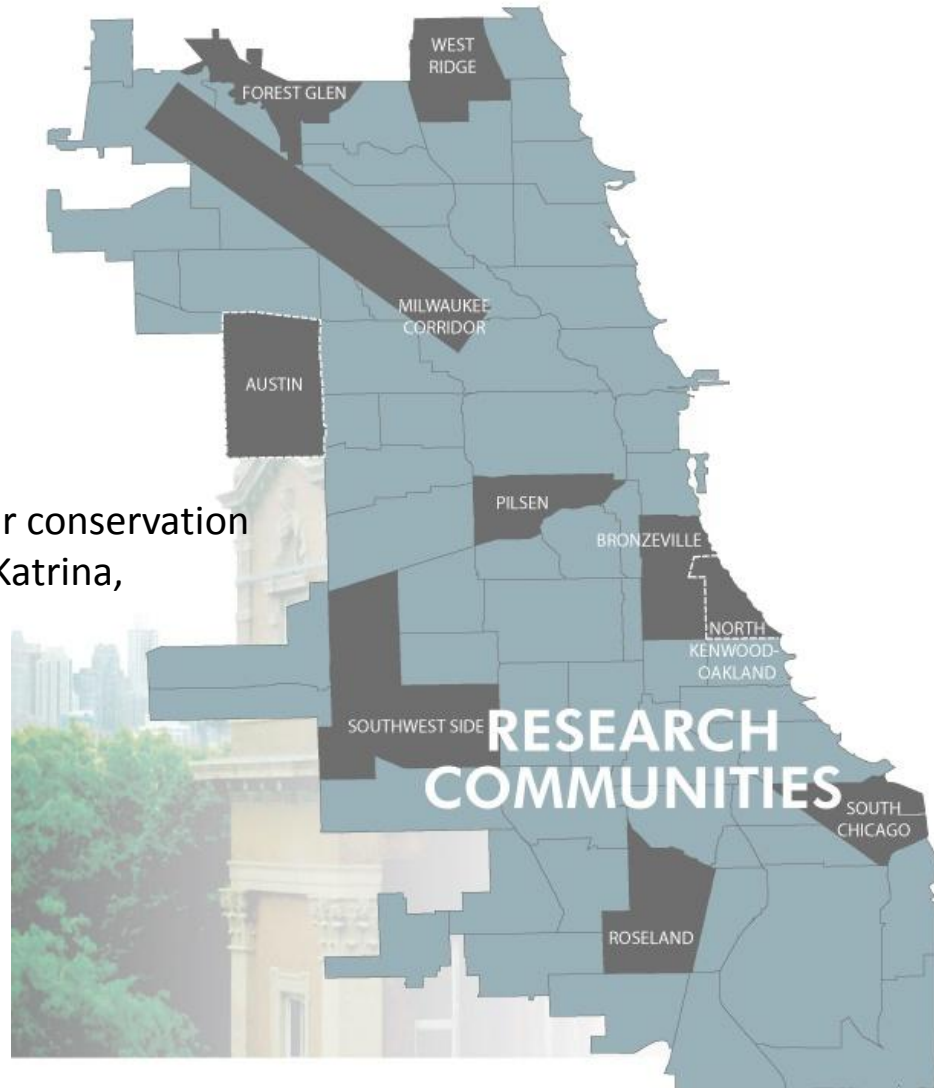 WEST
RIDGE
FOREST GLEN
MILWAUKEE
CORRIDOR
AUSTIN
PILSEN
r conservation
Katrina,
BRONZEVILLE
NORTH
KENWOOD-
OAKLAND
SOUTHWEST SIDE
RESEARCH
COMMUNITIES
SOUTH
CHICAGO
ROSELAND